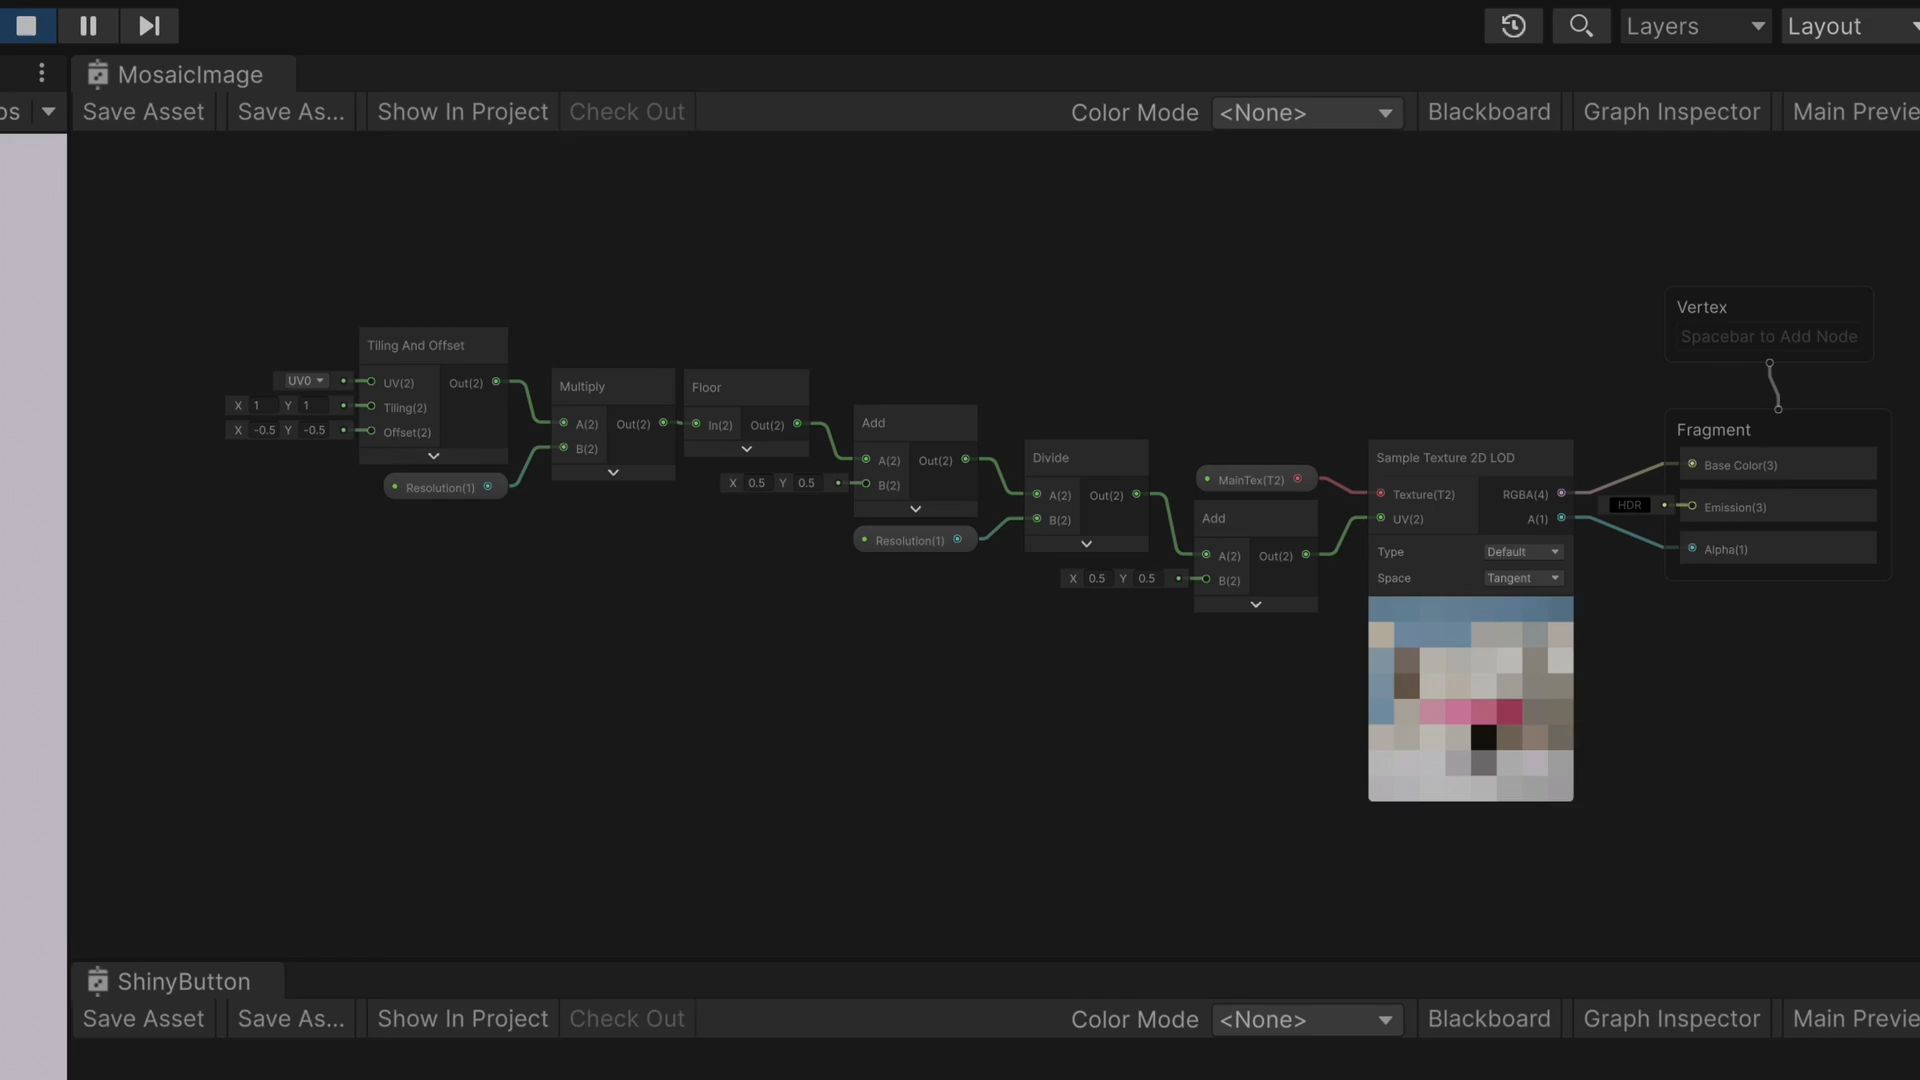 Layers
Layout
MosaicImage
Save Asset
Save As...
Show In Project
Check Out
Color Mode
<None>
Blackboard
Graph Inspector
Main Previe
Vertex
Spacebar to Add Node
Tiling And Offset
UV0
UV(2)
Out(2)
X 1 Y 1
Tiling(2)
X -0.5 Y -0.5
Offset(2)
Resolution(1)
Multiply
A(2)
Out(2)
B(2)
Floor
In(2)
Out(2)
Add
A(2)
Out(2)
X 0.5 Y 0.5
B(2)
Resolution(1)
Divide
A(2)
Out(2)
B(2)
MainTex(T2)
Add
A(2)
Out(2)
X 0.5 Y 0.5
B(2)
Sample Texture 2D LOD
Texture(T2)
RGBA(4)
UV(2)
A(1)
Type
Default
Space
Tangent
Fragment
Base Color(3)
HDR
Emission(3)
Alpha(1)
ShinyButton
Save Asset
Save As...
Show In Project
Check Out
Color Mode
<None>
Blackboard
Graph Inspector
Main Previe